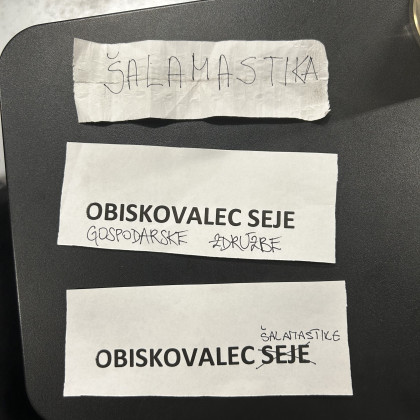 ŠALAMASTIKA
OBISKOVALEC SEJE
GOSPODARSKE ZDRUŽBE
ŠALAMASTIKE
OBISKOVALEC SEJE